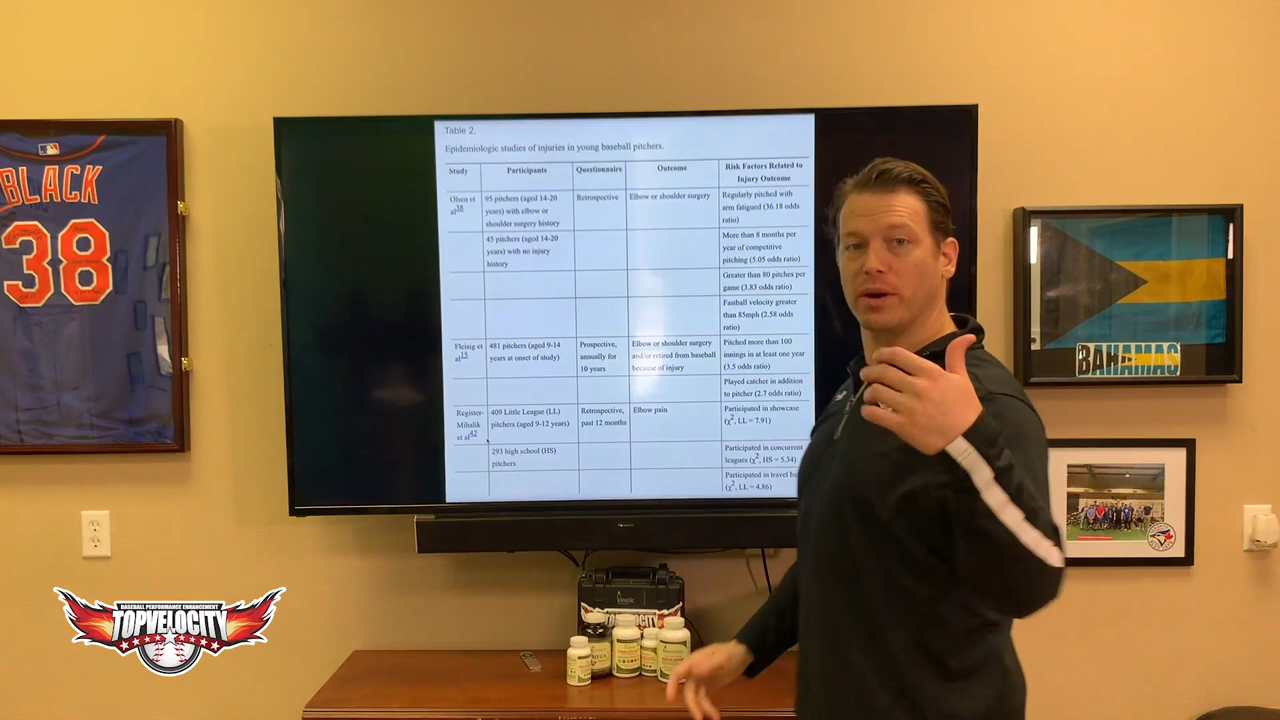 BLACK
38
Table 2.
Epidemiologic studies of injuries in young baseball pitchers.
Study Participants Questionnaire Outcome Risk Factors Related to
Injury Outcome
Olsen et
al38
95 pitchers (aged 14-20
years) with elbow or
shoulder surgery history
Retrospective
Elbow or shoulder surgery
Regularly pitched with
arm fatigued (36.18 odds
ratio)
45 pitchers (aged 14-20
years) with no injury
history
More than 8 months per
year of competitive
pitching (5.05 odds ratio)
Greater than 80 pitches per
game (3.83 odds ratio)
Fastball velocity greater
than 85mph (2.58 odds
ratio)
Fleisig et
al15
481 pitchers (aged 9-14
years at onset of study)
Prospective,
annually for
10 years
Elbow or shoulder surgery
and/or retired from baseball
because of injury
Pitched more than 100
innings in at least one year
(3.5 odds ratio)
Played catcher in addition
to pitcher (2.7 odds ratio)
Register-
Mihalik
et al42
409 Little League (LL)
pitchers (aged 9-12 years)
Retrospective,
past 12 months
Elbow pain
Participated in showcase
(χ², LL = 7.91)
293 high school (HS)
pitchers
Participated in concurrent
leagues (χ², HS = 5.34)
Participated in travel
(χ², LL = 4.86)
BAHAMAS
TOPVELOCITY
BASEBALL PERFORMANCE ENHANCEMENT
TOPVELOCITY